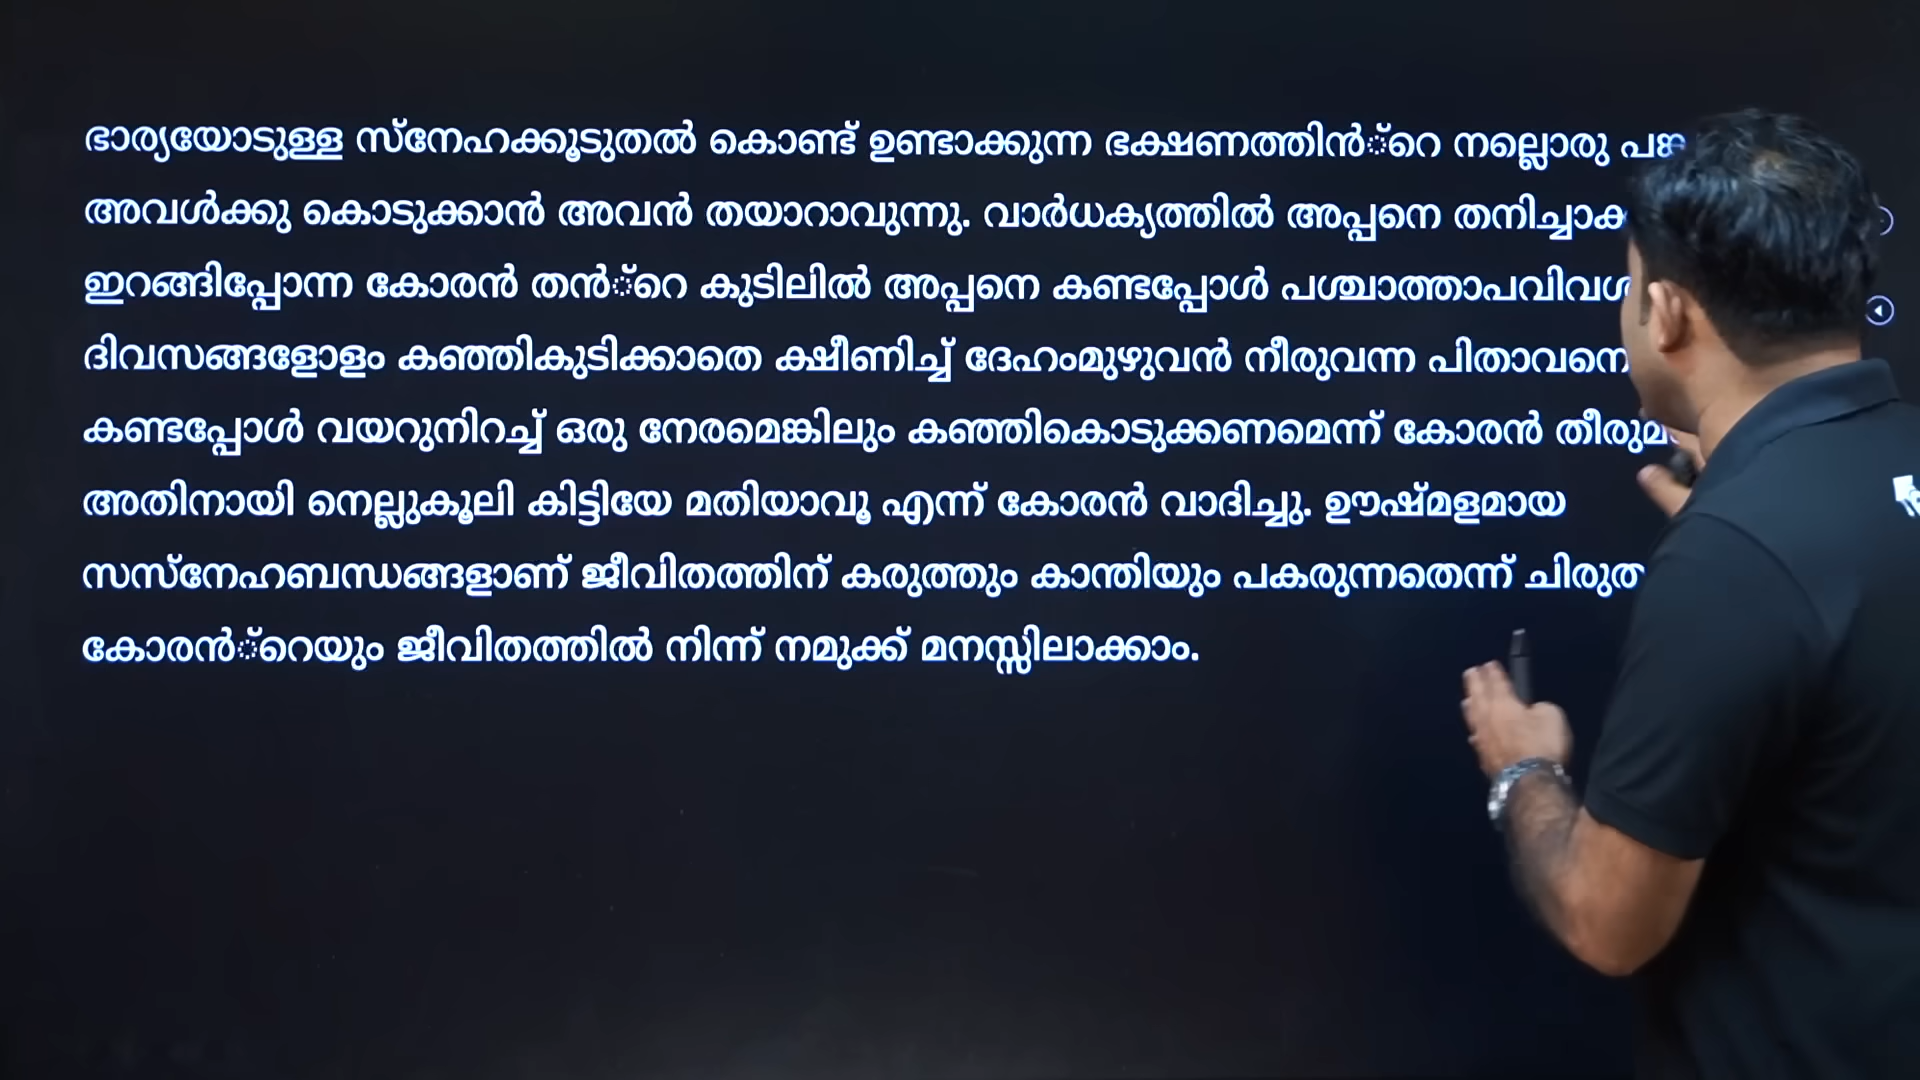 ഭാര്യയോടുള്ള സ്നേഹക്കൂടുതൽ കൊണ്ട് ഉണ്ടാക്കുന്ന ഭക്ഷണത്തിൻ്റെ നല്ലൊരു
അവൾക്കു കൊടുക്കാൻ അവൻ തയാറാവുന്നു. വാർധക്യത്തിൽ അപ്പനെ
ഇറങ്ങിപ്പോന്ന കോരൻ തൻ്റെ കുടിലിൽ അപ്പനെ കണ്ടപ്പോൾ
ദിവസങ്ങളോളം കഞ്ഞികുടിക്കാതെ ക്ഷീണിച്ച് ദേഹംമുഴുവൻ നീരുവന്ന പിതാവനെ
കണ്ടപ്പോൾ വയറുനിറച്ച് ഒരു നേരമെങ്കിലും കഞ്ഞികൊടുക്കണമെന്ന് കോരൻ
അതിനായി നെല്ലുകൂലി കിട്ടിയേ മതിയാവൂ എന്ന് കോരൻ വാദിച്ചു. ഊഷ്മളമായ
സസ്നേഹബന്ധങ്ങളാണ് ജീവിതത്തിന് കരുത്തും കാന്തിയും പകരുന്നതെന്ന്
കോരൻ്റെയും ജീവിതത്തിൽ നിന്ന് നമുക്ക് മനസ്സിലാക്കാം.